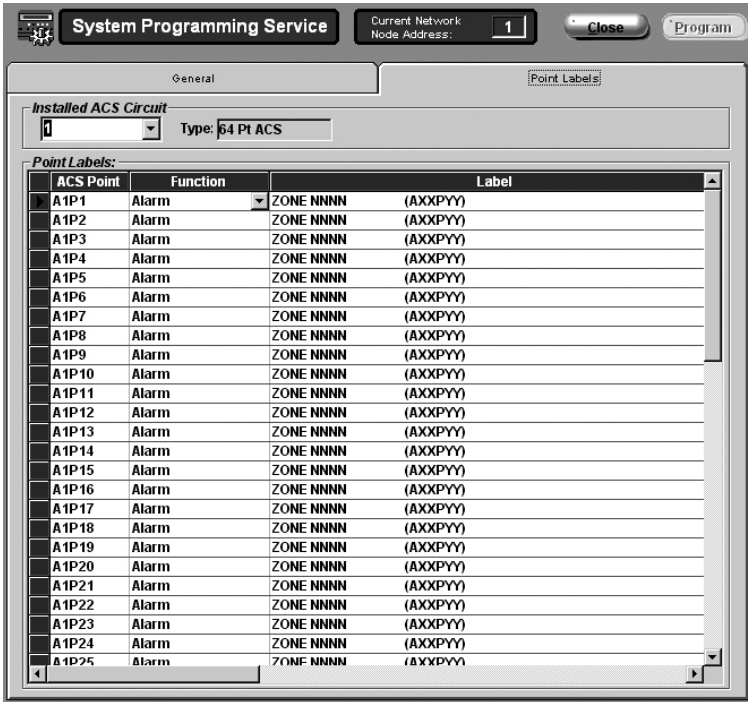 System Programming Service
Current Network
Node Address:
1
Close
Program
General
Point Labels
Installed ACS Circuit
1
Type: 64 Pt ACS
Point Labels:
ACS Point Function Label
A1P1 Alarm ZONE NNNN (AXXPYY)
A1P2 Alarm ZONE NNNN (AXXPYY)
A1P3 Alarm ZONE NNNN (AXXPYY)
A1P4 Alarm ZONE NNNN (AXXPYY)
A1P5 Alarm ZONE NNNN (AXXPYY)
A1P6 Alarm ZONE NNNN (AXXPYY)
A1P7 Alarm ZONE NNNN (AXXPYY)
A1P8 Alarm ZONE NNNN (AXXPYY)
A1P9 Alarm ZONE NNNN (AXXPYY)
A1P10 Alarm ZONE NNNN (AXXPYY)
A1P11 Alarm ZONE NNNN (AXXPYY)
A1P12 Alarm ZONE NNNN (AXXPYY)
A1P13 Alarm ZONE NNNN (AXXPYY)
A1P14 Alarm ZONE NNNN (AXXPYY)
A1P15 Alarm ZONE NNNN (AXXPYY)
A1P16 Alarm ZONE NNNN (AXXPYY)
A1P17 Alarm ZONE NNNN (AXXPYY)
A1P18 Alarm ZONE NNNN (AXXPYY)
A1P19 Alarm ZONE NNNN (AXXPYY)
A1P20 Alarm ZONE NNNN (AXXPYY)
A1P21 Alarm ZONE NNNN (AXXPYY)
A1P22 Alarm ZONE NNNN (AXXPYY)
A1P23 Alarm ZONE NNNN (AXXPYY)
A1P24 Alarm ZONE NNNN (AXXPYY)
A1P25 Alarm ZONE NNNN (AXXPYY)